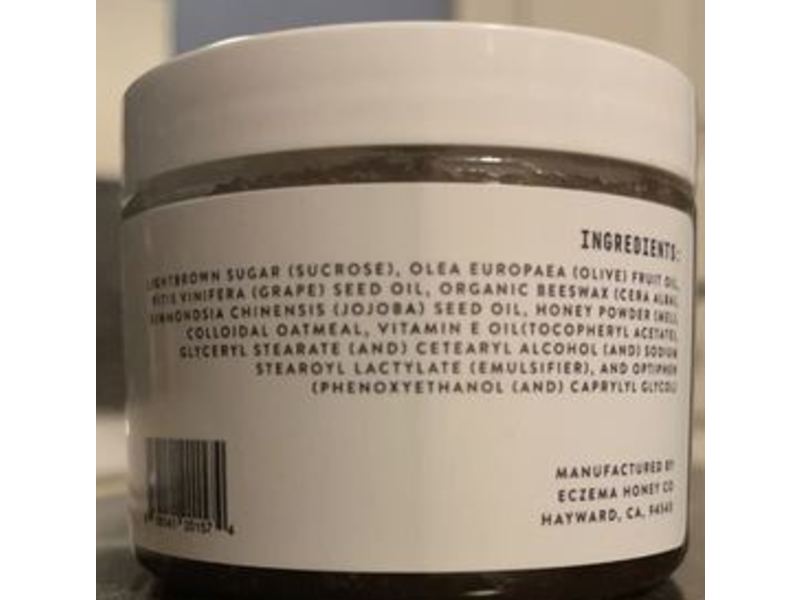 INGREDIENTS:
LIGHTBROWN SUGAR (SUCROSE), OLEA EUROPAEA (OLIVE) FRUIT OIL,
VITIS VINIFERA (GRAPE) SEED OIL, ORGANIC BEESWAX (CERA ALBA),
SIMMONDSIA CHINENSIS (JOJOBA) SEED OIL, HONEY POWDER (MEL),
COLLOIDAL OATMEAL, VITAMIN E OIL(TOCOPHERYL ACETATE),
GLYCERYL STEARATE (AND) CETEARYL ALCOHOL (AND) SODIUM
STEAROYL LACTYLATE (EMULSIFIER), AND OPTIPHEN
(PHENOXYETHANOL (AND) CAPRYLYL GLYCOL)
MANUFACTURED BY
ECZEMA HONEY CO
HAYWARD, CA, 94545